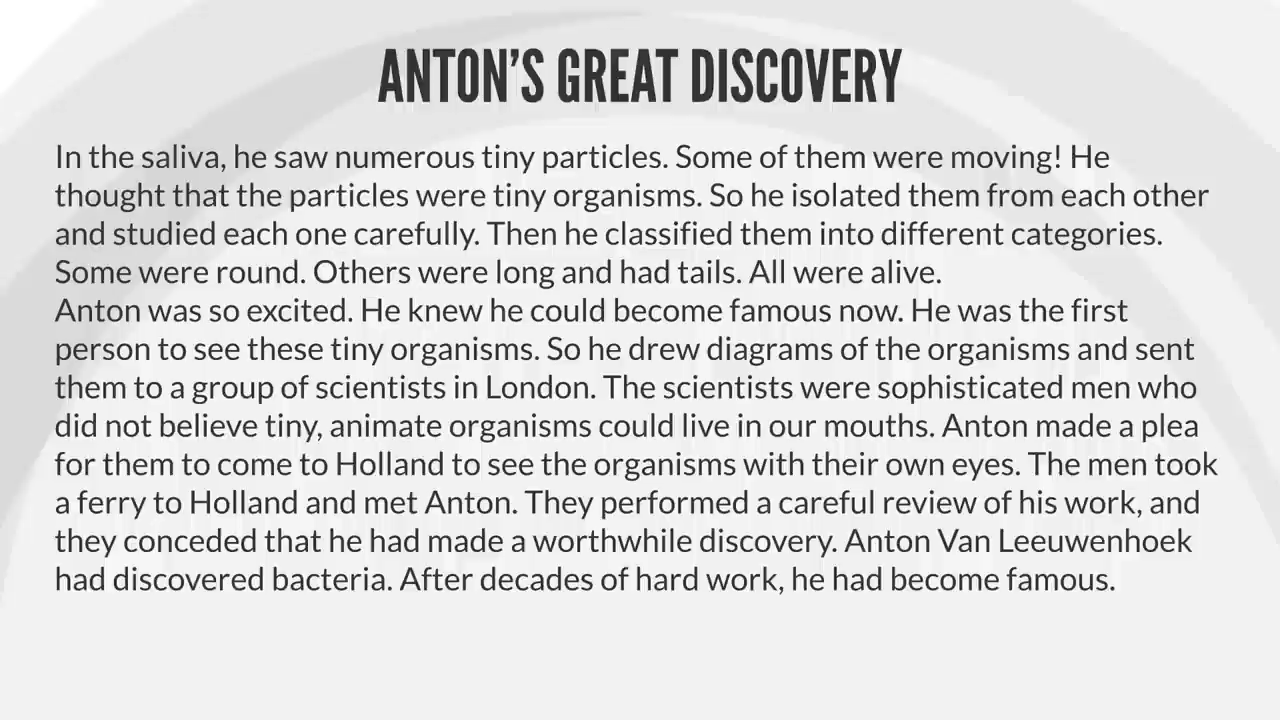 ANTON'S GREAT DISCOVERY
In the saliva, he saw numerous tiny particles. Some of them were moving! He
thought that the particles were tiny organisms. So he isolated them from each other
and studied each one carefully. Then he classified them into different categories.
Some were round. Others were long and had tails. All were alive.
Anton was so excited. He knew he could become famous now. He was the first
person to see these tiny organisms. So he drew diagrams of the organisms and sent
them to a group of scientists in London. The scientists were sophisticated men who
did not believe tiny, animate organisms could live in our mouths. Anton made a plea
for them to come to Holland to see the organisms with their own eyes. The men took
a ferry to Holland and met Anton. They performed a careful review of his work, and
they conceded that he had made a worthwhile discovery. Anton Van Leeuwenhoek
had discovered bacteria. After decades of hard work, he had become famous.